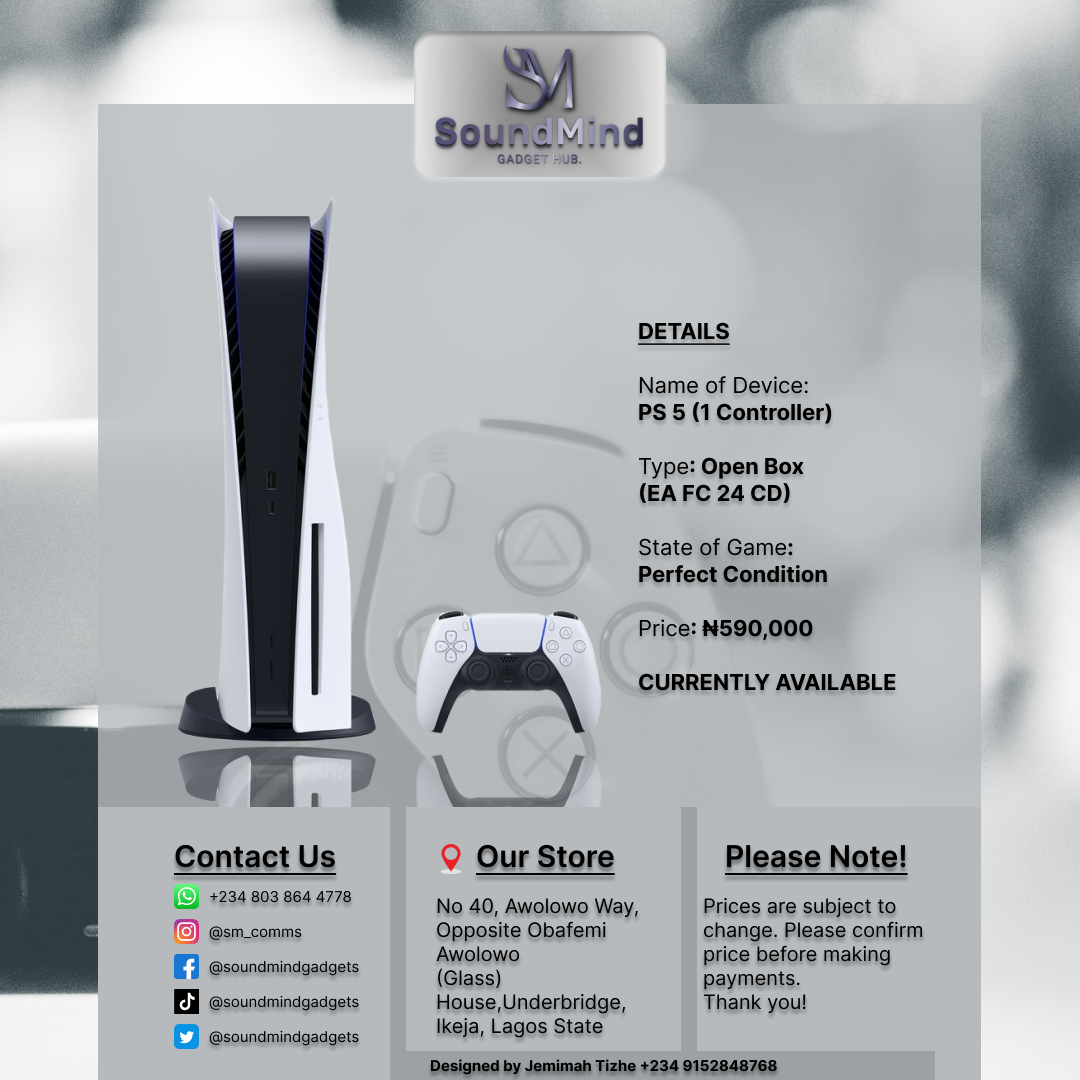 SM
SoundMind
GADGET HUB.
DETAILS
Name of Device:
PS 5 (1 Controller)
Type: Open Box
(EA FC 24 CD)
State of Game:
Perfect Condition
Price: ₦590,000
CURRENTLY AVAILABLE
Contact Us
+234 803 864 4778
@sm_comms
@soundmindgadgets
@soundmindgadgets
@soundmindgadgets
Our Store
No 40, Awolowo Way,
Opposite Obafemi
Awolowo
(Glass)
House,Underbridge,
Ikeja, Lagos State
Please Note!
Prices are subject to
change. Please confirm
price before making
payments.
Thank you!
Designed by Jemimah Tizhe +234 9152848768